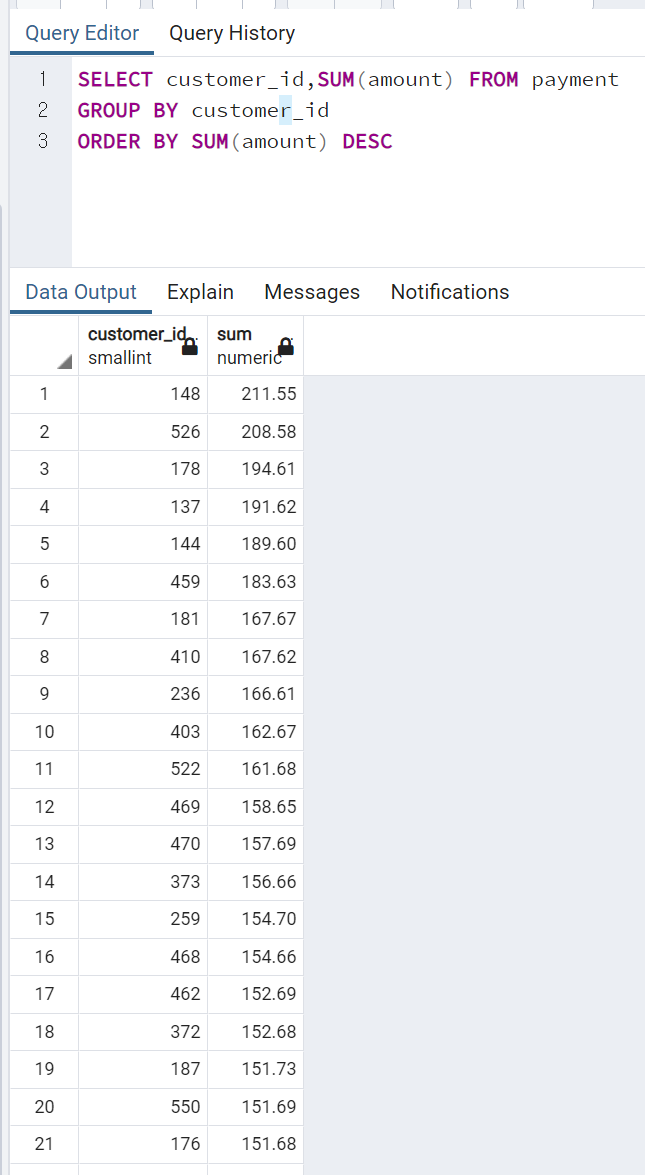 Query Editor Query History
1 SELECT customer_id,SUM(amount) FROM payment
2 GROUP BY customer_id
3 ORDER BY SUM(amount) DESC
Data Output Explain Messages Notifications
customer_id sum
smallint numeric
1 148 211.55
2 526 208.58
3 178 194.61
4 137 191.62
5 144 189.60
6 459 183.63
7 181 167.67
8 410 167.62
9 236 166.61
10 403 162.67
11 522 161.68
12 469 158.65
13 470 157.69
14 373 156.66
15 259 154.70
16 468 154.66
17 462 152.69
18 372 152.68
19 187 151.73
20 550 151.69
21 176 151.68